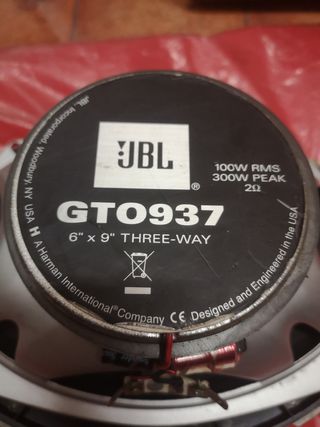 JBL
®
100W RMS
300W PEAK
2Ω
GTO937
6" x 9" THREE-WAY
JBL, Incorporated, Woodbury, NY, USA. H A Harman International® Company CE Designed and Engineered in the USA